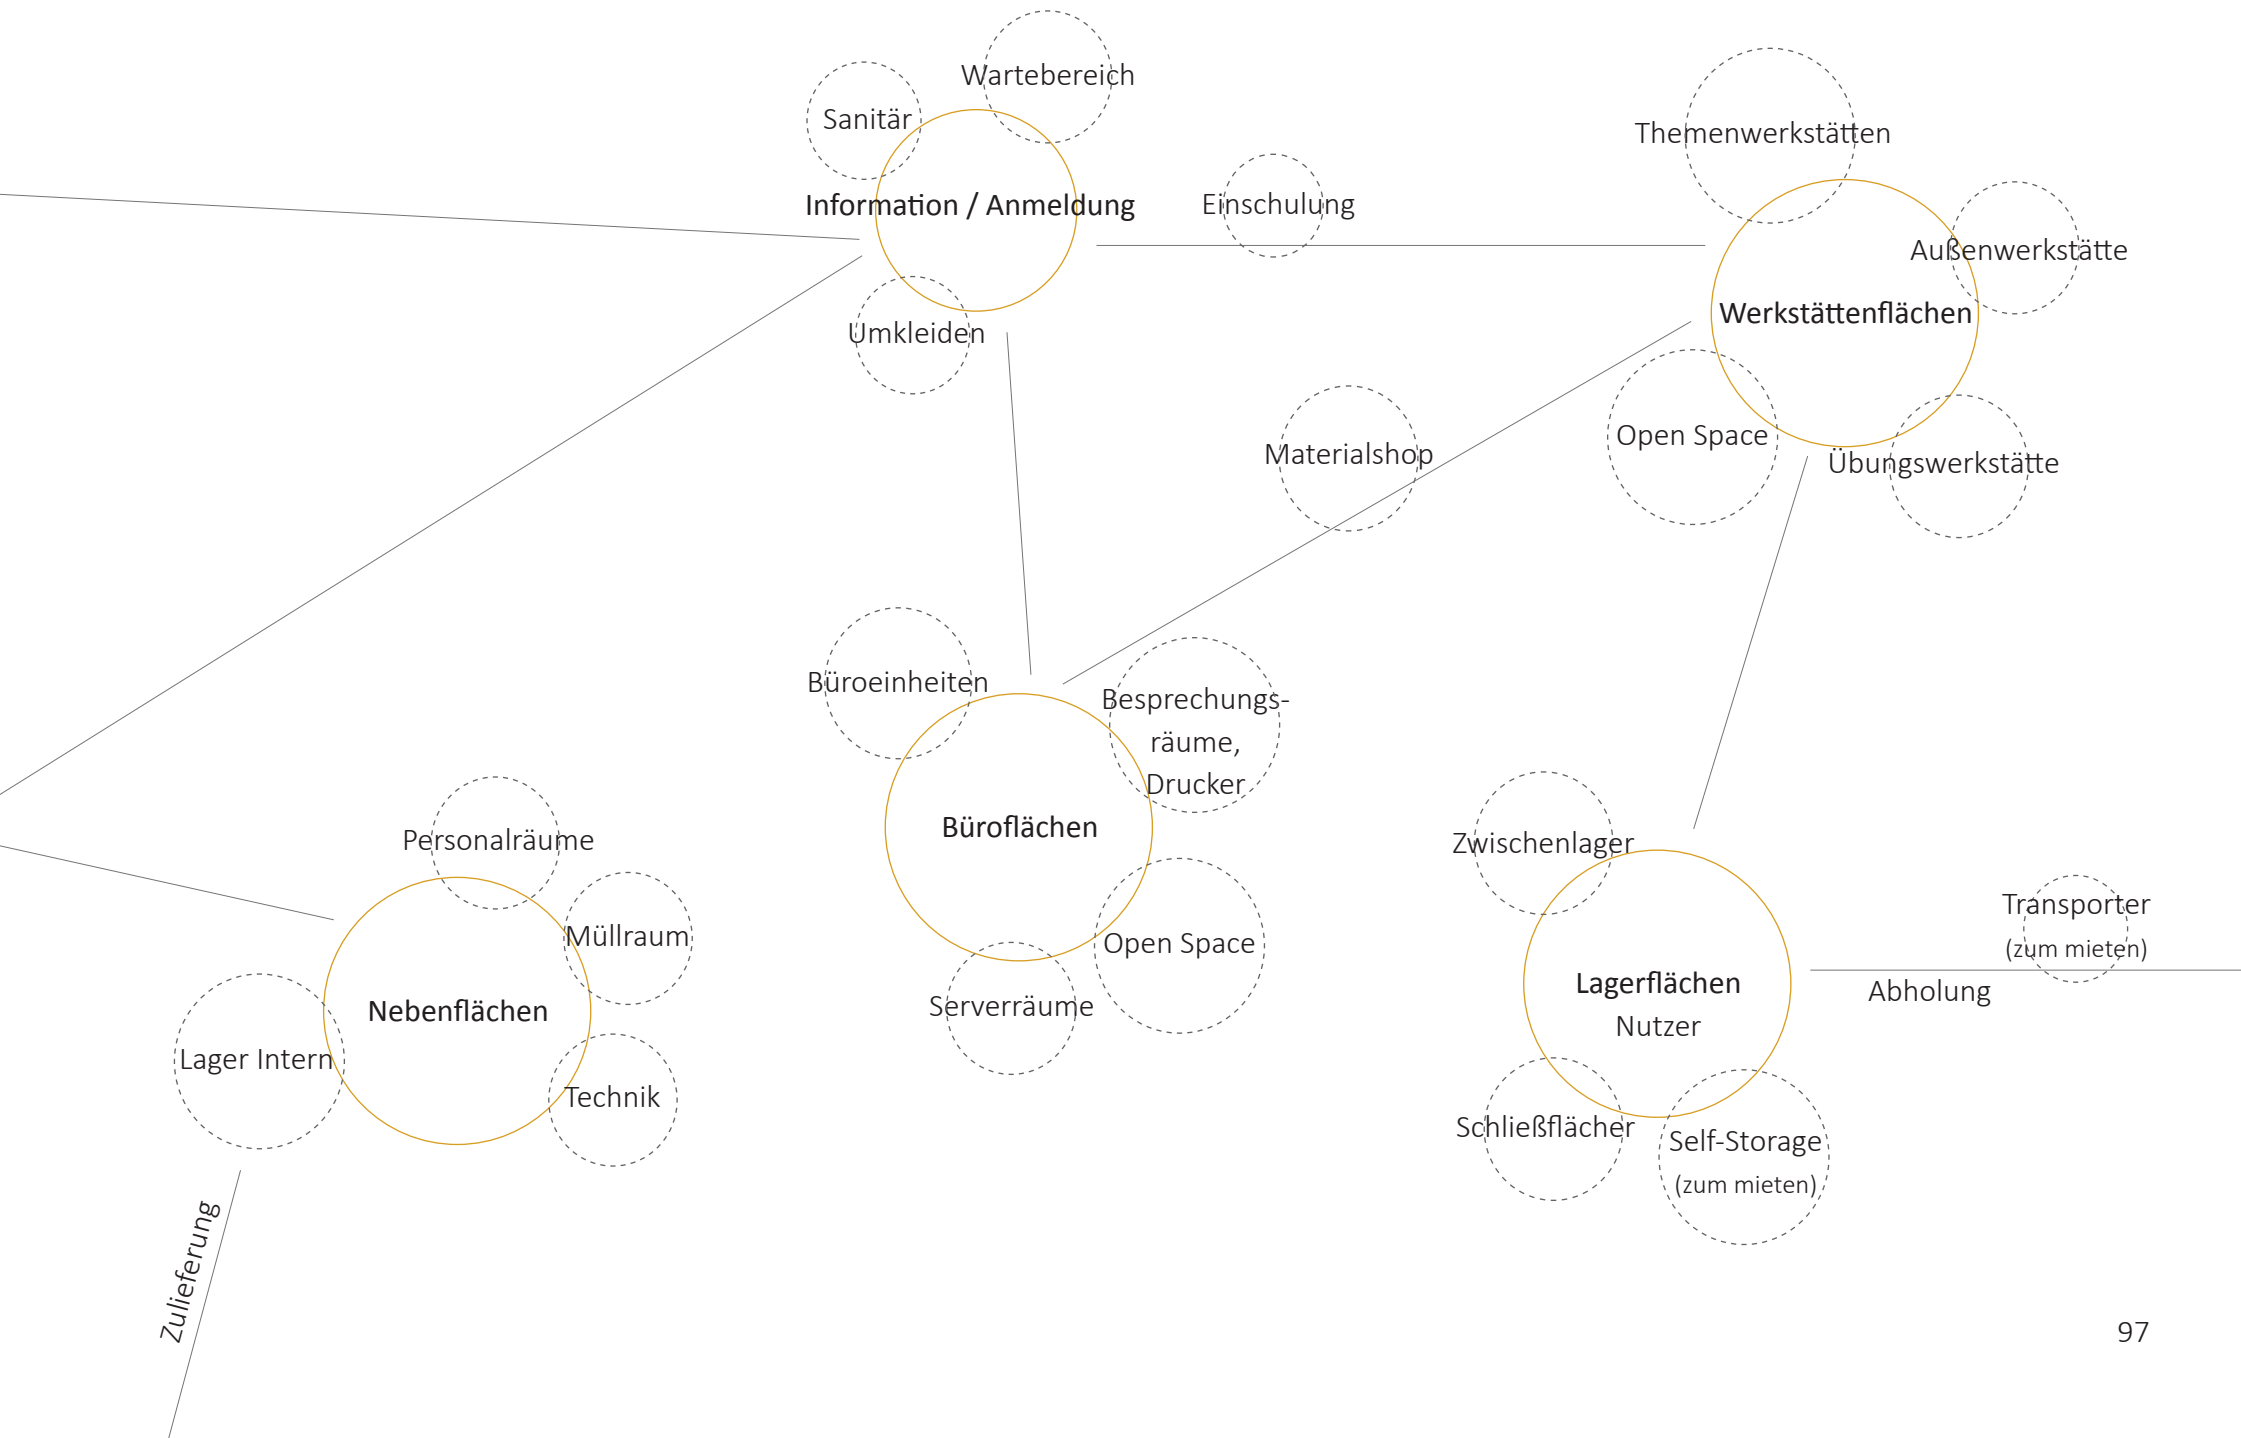 Wartebereich
Sanitär
Information / Anmeldung
Umkleiden
Einschulung
Themenwerkstätten
Außenwerkstätte
Werkstättenflächen
Open Space
Übungswerkstätte
Materialshop
Büroeinheiten
Besprechungs-
räume,
Drucker
Büroflächen
Open Space
Serverräume
Personalräume
Müllraum
Nebenflächen
Lager Intern
Technik
Zulieferung
Zwischenlager
Lagerflächen
Nutzer
Schließflächer
Self-Storage
(zum mieten)
Transporter
(zum mieten)
Abholung
97